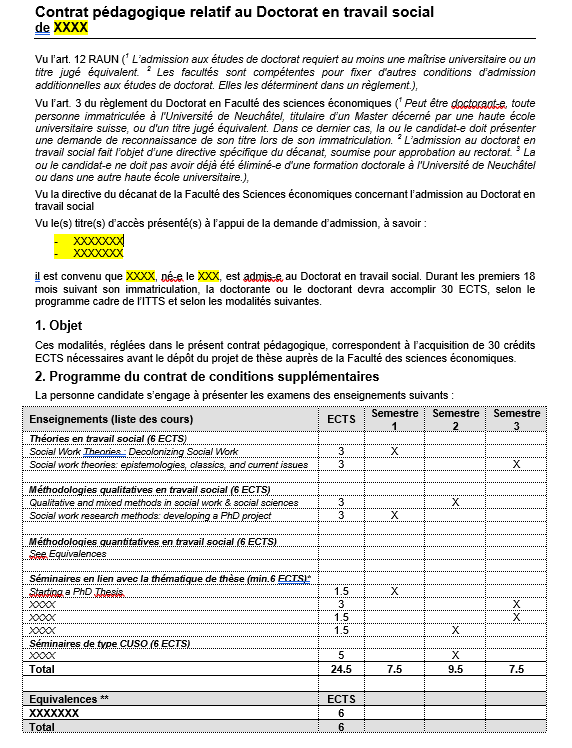 Contrat pédagogique relatif au Doctorat en travail social
de XXXX
Vu l'art. 12 RAUN (¹ L'admission aux études de doctorat requiert au moins une maîtrise universitaire ou un
titre jugé équivalent. ² Les facultés sont compétentes pour fixer d'autres conditions d'admission
additionnelles aux études de doctorat. Elles les déterminent dans un règlement.),
Vu l'art. 3 du règlement du Doctorat en Faculté des sciences économiques (¹ Peut être doctorant-e, toute
personne immatriculée à l'Université de Neuchâtel, titulaire d'un Master décerné par une haute école
universitaire suisse, ou d'un titre jugé équivalent. Dans ce dernier cas, la ou le candidat-e doit présenter
une demande de reconnaissance de son titre lors de son immatriculation. ² L'admission au doctorat en
travail social fait l'objet d'une directive spécifique du décanat, soumise pour approbation au rectorat. ³ La
ou le candidat-e ne doit pas avoir déjà été éliminé-e d'une formation doctorale à l'Université de Neuchâtel
ou dans une autre haute école universitaire.),
Vu la directive du décanat de la Faculté des Sciences économiques concernant l'admission au Doctorat en
travail social
Vu le(s) titre(s) d'accès présenté(s) à l'appui de la demande d'admission, à savoir :
- XXXXXXX
- XXXXXXX
il est convenu que XXXX, né-e le XXX, est admis-e au Doctorat en travail social. Durant les premiers 18
mois suivant son immatriculation, la doctorante ou le doctorant devra accomplir 30 ECTS, selon le
programme cadre de l'ITTS et selon les modalités suivantes.
1. Objet
Ces modalités, réglées dans le présent contrat pédagogique, correspondent à l'acquisition de 30 crédits
ECTS nécessaires avant le dépôt du projet de thèse auprès de la Faculté des sciences économiques.
2. Programme du contrat de conditions supplémentaires
La personne candidate s'engage à présenter les examens des enseignements suivants :
Enseignements (liste des cours) ECTS Semestre 1 Semestre 2 Semestre 3
Théories en travail social (6 ECTS)
Social Work Theories : Decolonizing Social Work 3 X
Social work theories: epistemologies, classics, and current issues 3 X
Méthodologies qualitatives en travail social (6 ECTS)
Qualitative and mixed methods in social work & social sciences 3 X
Social work research methods: developing a PhD project 3 X
Méthodologies quantitatives en travail social (6 ECTS)
See Equivalences
Séminaires en lien avec la thématique de thèse (min.6 ECTS)*
Starting a PhD Thesis 1.5 X
XXXX 3 X
XXXX 1.5 X
XXXX 1.5 X
Séminaires de type CUSO (6 ECTS)
XXXX 5 X
Total 24.5 7.5 9.5 7.5
Equivalences ** ECTS
XXXXXXX 6
Total 6